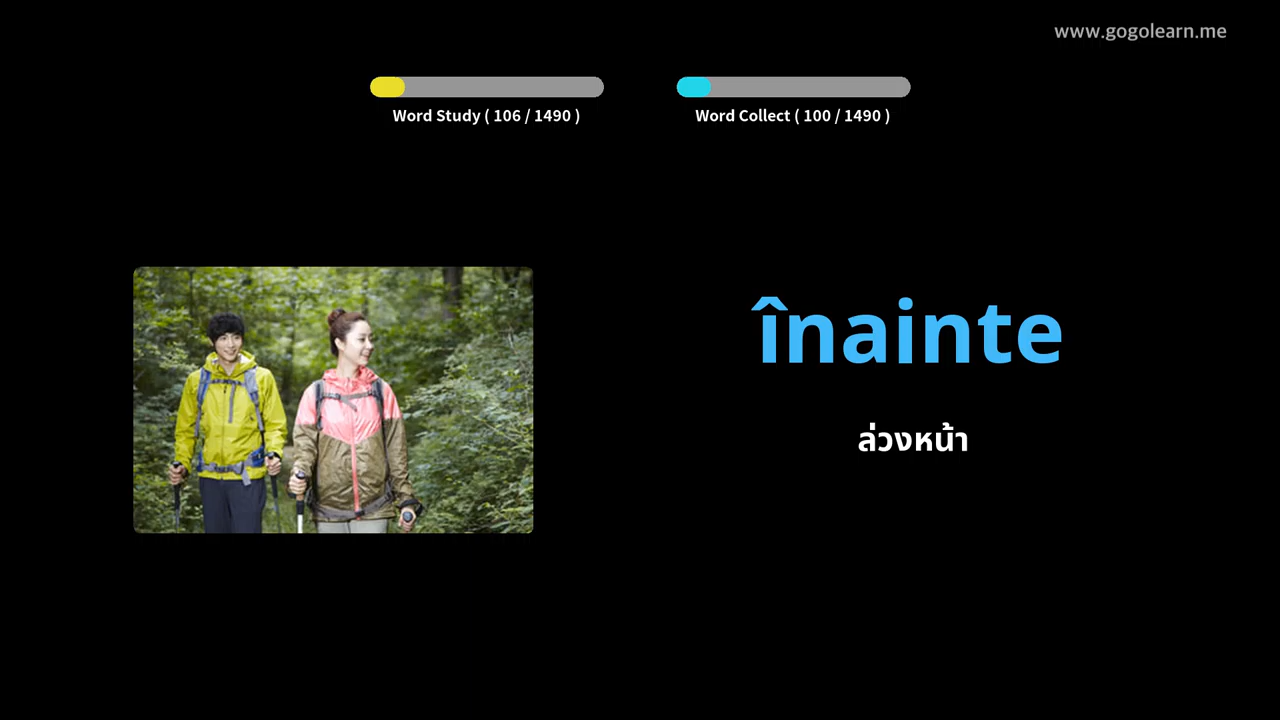 www.gogolearn.me
Word Study ( 106 / 1490 )
Word Collect ( 100 / 1490 )
înainte
ล่วงหน้า